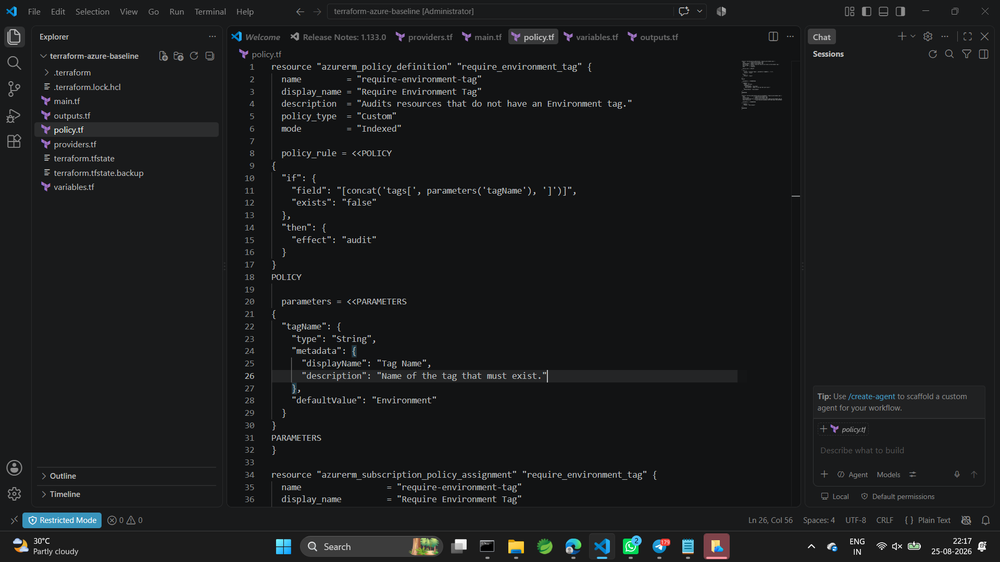 File Edit Selection View Go Run Terminal Help
terraform-azure-baseline [Administrator]
Explorer
terraform-azure-baseline
.terraform
.terraform.lock.hcl
main.tf
outputs.tf
policy.tf
providers.tf
terraform.tfstate
terraform.tfstate.backup
variables.tf
Outline
Timeline
Welcome Release Notes: 1.133.0 providers.tf main.tf policy.tf variables.tf outputs.tf
policy.tf
1 resource "azurerm_policy_definition" "require_environment_tag" {
2 name = "require-environment-tag"
3 display_name = "Require Environment Tag"
4 description = "Audits resources that do not have an Environment tag."
5 policy_type = "Custom"
6 mode = "Indexed"
7
8 policy_rule = <<POLICY
9 {
10 "if": {
11 "field": "[concat('tags[', parameters('tagName'), ']')]",
12 "exists": "false"
13 },
14 "then": {
15 "effect": "audit"
16 }
17 }
18 POLICY
19
20 parameters = <<PARAMETERS
21 {
22 "tagName": {
23 "type": "String",
24 "metadata": {
25 "displayName": "Tag Name",
26 "description": "Name of the tag that must exist."
27 },
28 "defaultValue": "Environment"
29 }
30 }
31 PARAMETERS
32 }
33
34 resource "azurerm_subscription_policy_assignment" "require_environment_tag" {
35 name = "require-environment-tag"
36 display_name = "Require Environment Tag"
Chat
Sessions
Tip: Use /create-agent to scaffold a custom
agent for your workflow.
policy.tf
Describe what to build
Agent Models
Local Default permissions
Restricted Mode 0 0
Ln 26, Col 56 Spaces: 4 UTF-8 CRLF { } Plain Text
30°C
Partly cloudy
Search
2
179
ENG
IN
22:17
25-08-2026